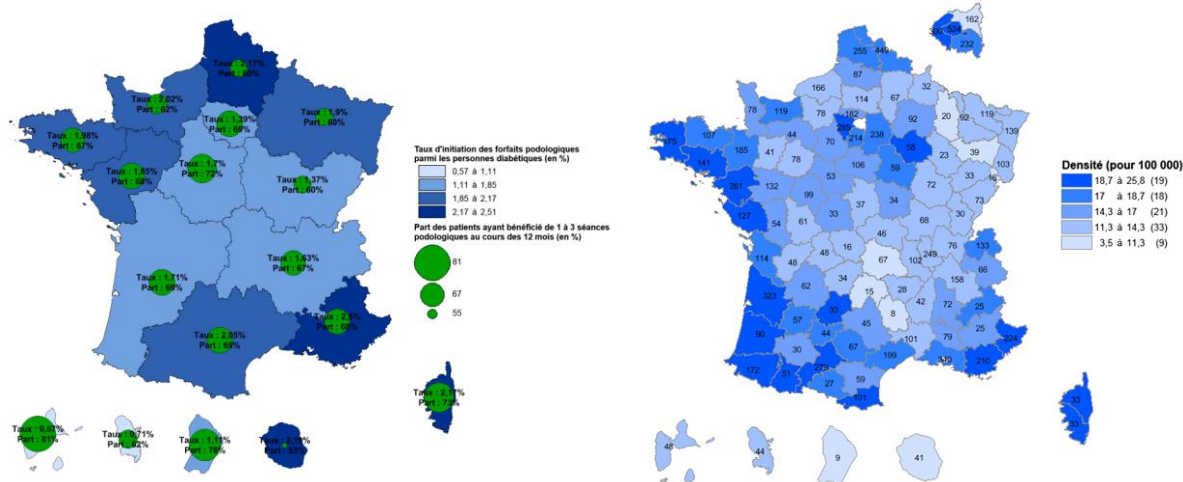 Taux : 2,17%
Part : 60%
Taux : 2,02%
Part : 62%
Taux : 1,39%
Part : 69%
Taux : 1,9%
Part : 60%
Taux : 1,98%
Part : 67%
Taux : 1,85%
Part : 68%
Taux : 1,7%
Part : 72%
Taux : 1,37%
Part : 60%
Taux : 1,71%
Part : 69%
Taux : 1,63%
Part : 67%
Taux : 2,05%
Part : 69%
Taux : 2,5%
Part : 68%
Taux : 2,17%
Part : 73%
Taux : 0,57%
Part : 81%
Taux : 0,71%
Part : 62%
Taux : 1,11%
Part : 76%
Taux d'initiation des forfaits podologiques
parmi les personnes diabétiques (en %)
0,57 à 1,11
1,11 à 1,85
1,85 à 2,17
2,17 à 2,51
Part des patients ayant bénéficié de 1 à 3 séances
podologiques au cours des 12 mois (en %)
81
67
55
162
524
232
255 449
87
166
114 67 32
78 119 78 182 92 20 92 119
139
175 107 44 285 214 238
141 185 41 78 70 58 23 39 103
106 59 33
261 132 99 53 72 73
127 54 61 33 37 34 30
46 68
114 48 48 16 67 76 133
102 249 66
323 62 34 15 28 158
33 42 72 25
57 8
90 44 45 79 25
30 67 101 224
172 51 279 199 340 210
27 59
101
33
33
48 44 9 41
Densité (pour 100 000)
18,7 à 25,8 (19)
17 à 18,7 (18)
14,3 à 17 (21)
11,3 à 14,3 (33)
3,5 à 11,3 (9)